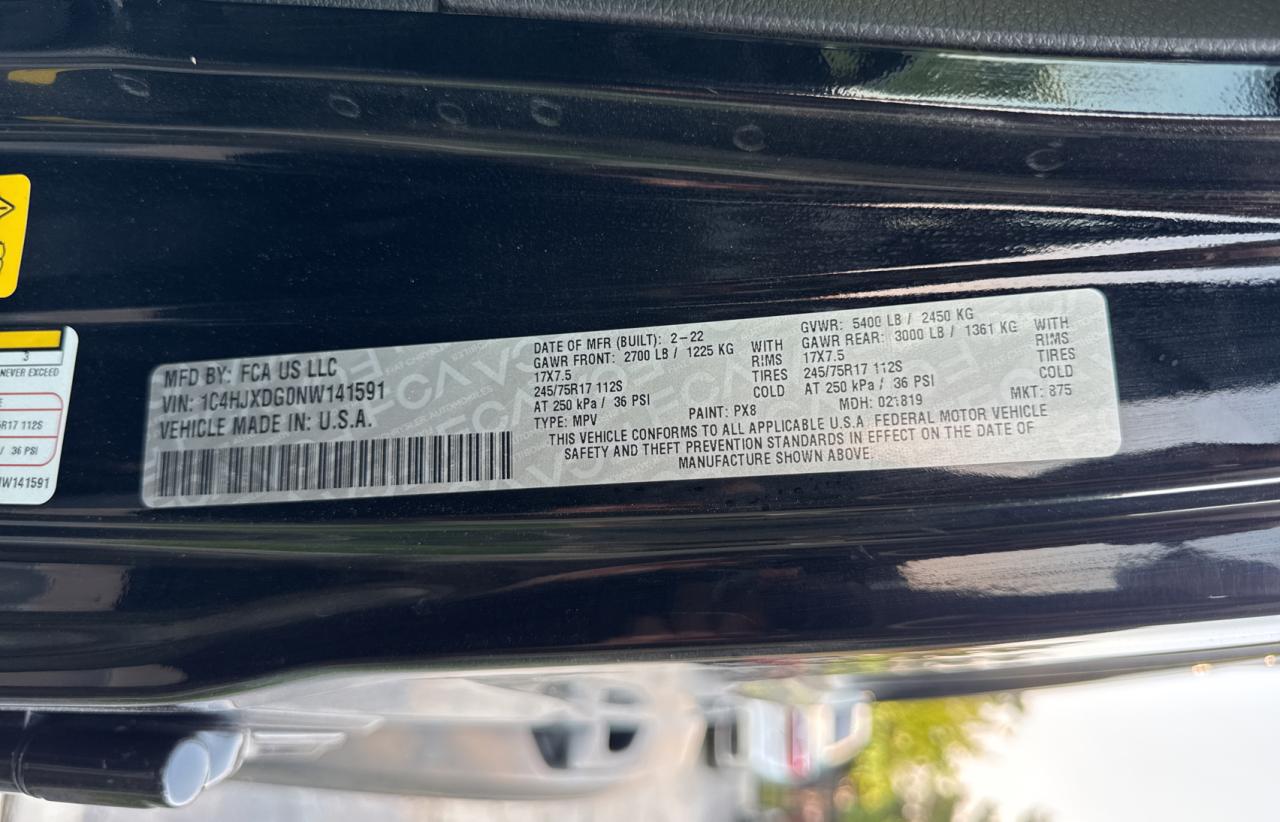 3
NEVER EXCEED
5R17 112S
/ 36 PSI
NW141591
MFD BY: FCA US LLC
VIN: 1C4HJXDG0NW141591
VEHICLE MADE IN: U.S.A.
DATE OF MFR (BUILT): 2-22
GAWR FRONT: 2700 LB / 1225 KG WITH
17X7.5 RIMS
245/75R17 112S TIRES
AT 250 kPa / 36 PSI COLD
TYPE: MPV
PAINT: PX8
GVWR: 5400 LB / 2450 KG
GAWR REAR: 3000 LB / 1361 KG WITH
17X7.5 RIMS
245/75R17 112S TIRES
AT 250 kPa / 36 PSI COLD
MDH: 021819
MKT: 875
THIS VEHICLE CONFORMS TO ALL APPLICABLE U.S.A. FEDERAL MOTOR VEHICLE
SAFETY AND THEFT PREVENTION STANDARDS IN EFFECT ON THE DATE OF
MANUFACTURE SHOWN ABOVE.